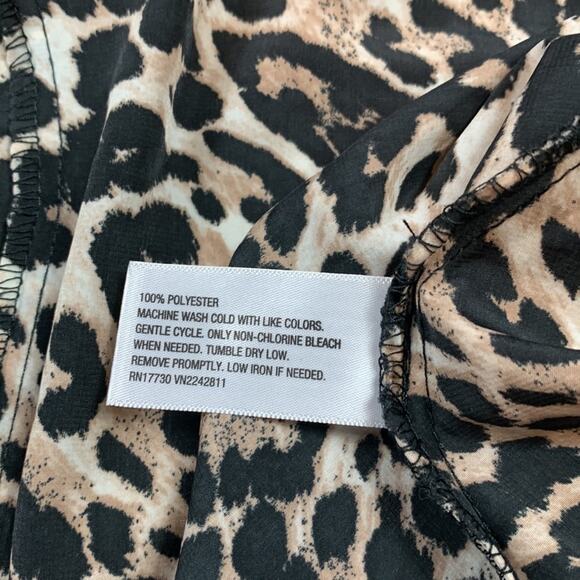 100% POLYESTER
MACHINE WASH COLD WITH LIKE COLORS.
GENTLE CYCLE. ONLY NON-CHLORINE BLEACH
WHEN NEEDED. TUMBLE DRY LOW.
REMOVE PROMPTLY. LOW IRON IF NEEDED.
RN17730 VN2242811